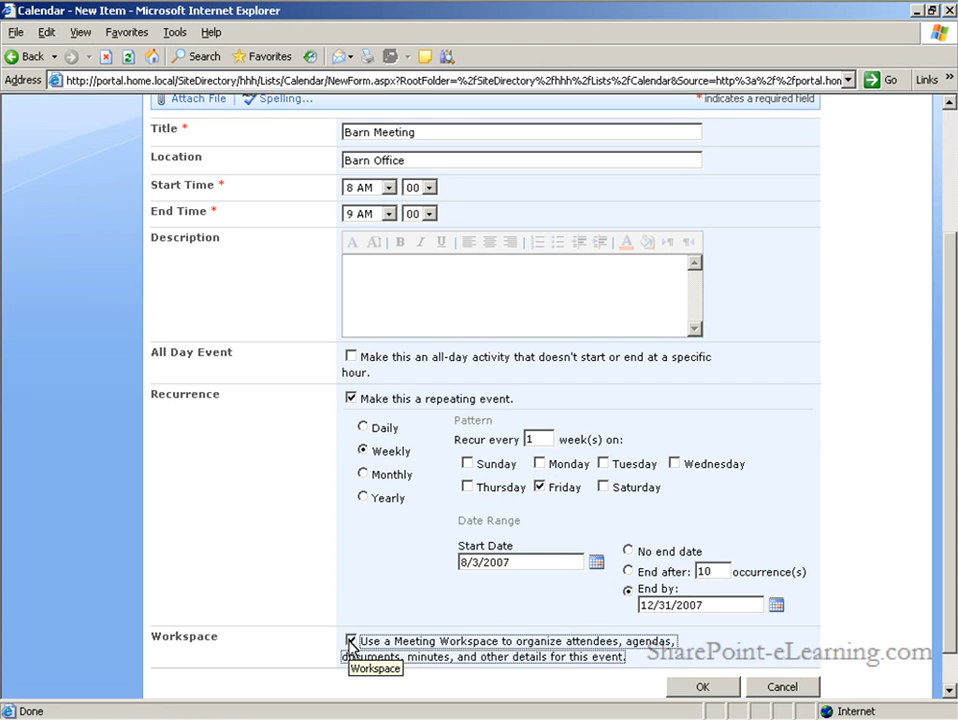 Calendar - New Item - Microsoft Internet Explorer
File Edit View Favorites Tools Help
Back Search Favorites
Address http://portal.home.local/SiteDirectory/hhh/Lists/Calendar/NewForm.aspx?RootFolder=%2fSiteDirectory%2fhhh%2fLists%2fCalendar&Source=http%3a%2f%2fportal.hon Go Links »
Attach File | Spelling... * indicates a required field
Title * Barn Meeting
Location Barn Office
Start Time * 8 AM 00
End Time * 9 AM 00
Description
A A B I U A
All Day Event Make this an all-day activity that doesn't start or end at a specific
hour.
Recurrence Make this a repeating event.
Daily
Weekly
Monthly
Yearly
Pattern
Recur every 1 week(s) on:
Sunday Monday Tuesday Wednesday
Thursday Friday Saturday
Date Range
Start Date
8/3/2007
No end date
End after: 10 occurrence(s)
End by:
12/31/2007
Workspace Use a Meeting Workspace to organize attendees, agendas,
documents, minutes, and other details for this event.
Workspace
SharePoint-eLearning.com
OK Cancel
Done Internet